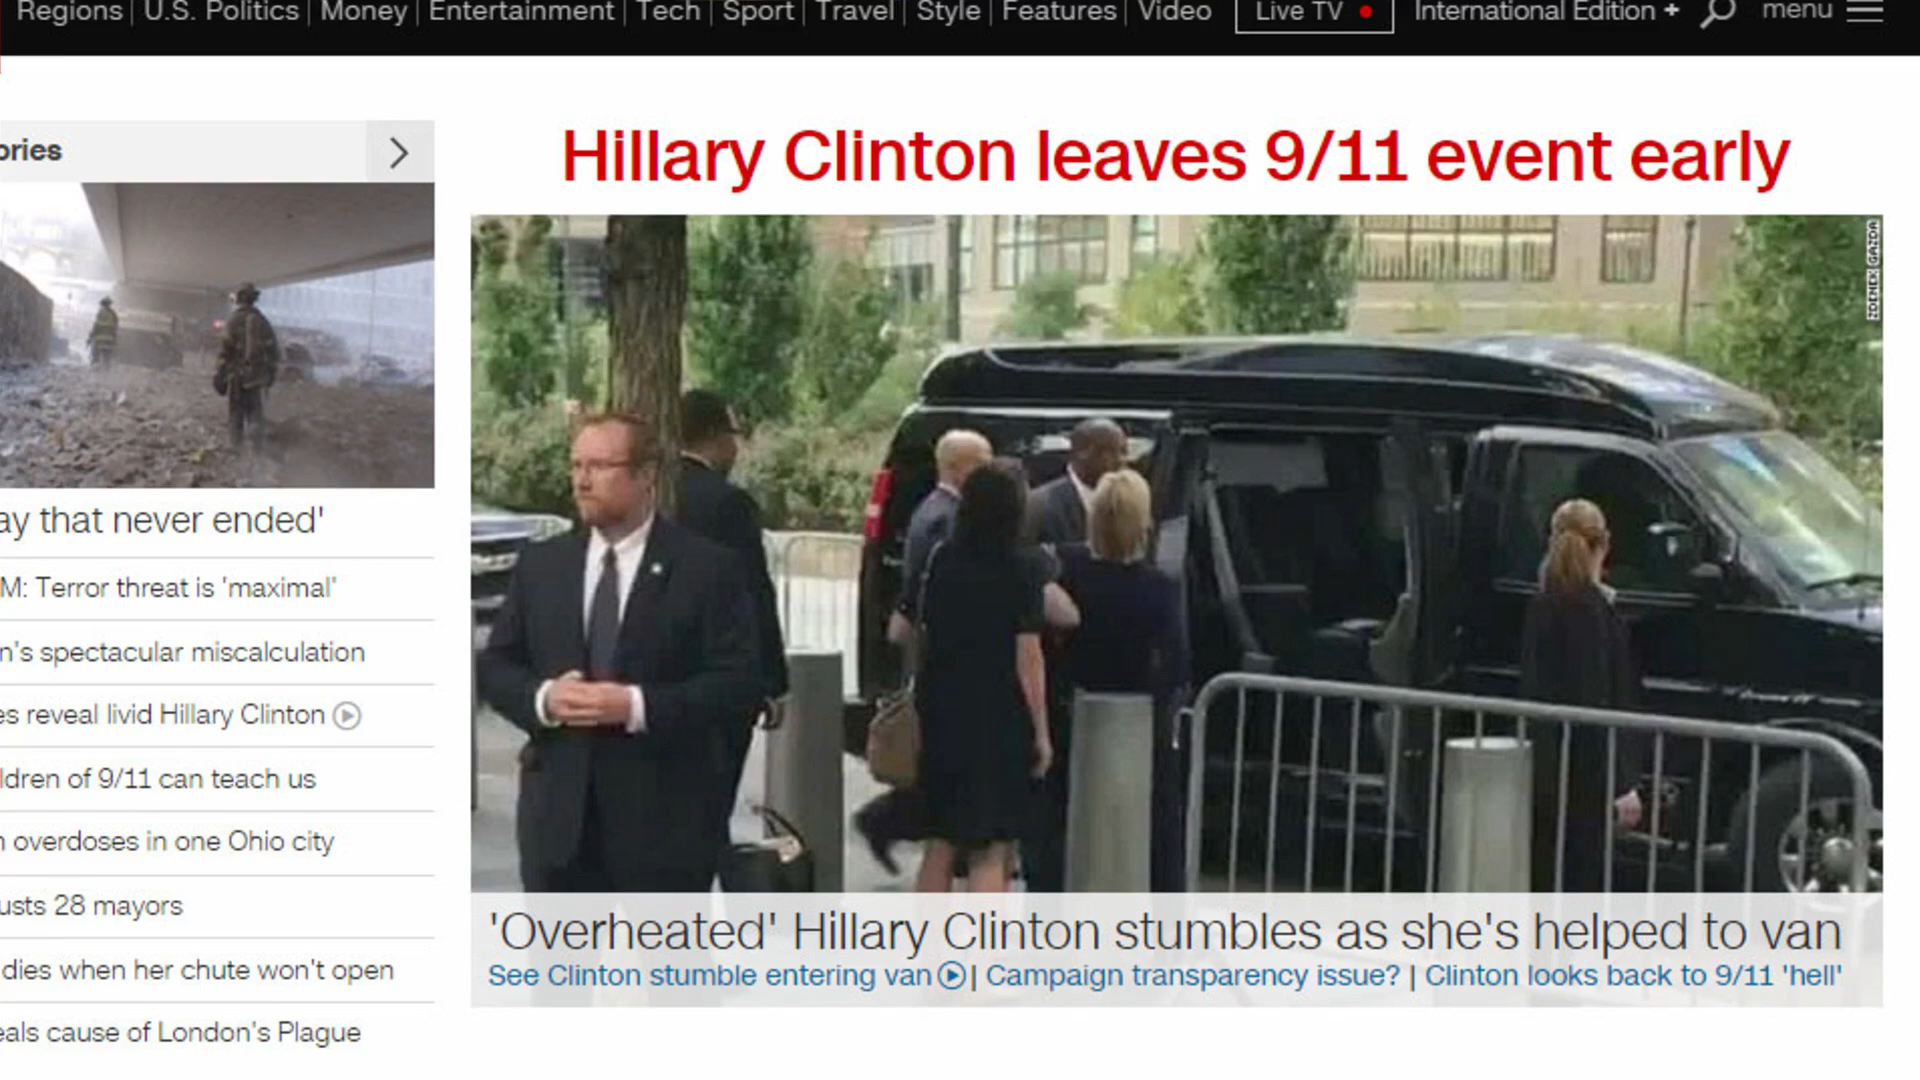 Regions U.S. Politics Money Entertainment Tech Sport Travel Style Features Video Live TV International Edition + menu
ories
Hillary Clinton leaves 9/11 event early
ZDENEK GAZDA
ay that never ended'
M: Terror threat is 'maximal'
n's spectacular miscalculation
es reveal livid Hillary Clinton
ldren of 9/11 can teach us
n overdoses in one Ohio city
usts 28 mayors
dies when her chute won't open
eals cause of London's Plague
'Overheated' Hillary Clinton stumbles as she's helped to van
See Clinton stumble entering van | Campaign transparency issue? | Clinton looks back to 9/11 'hell'